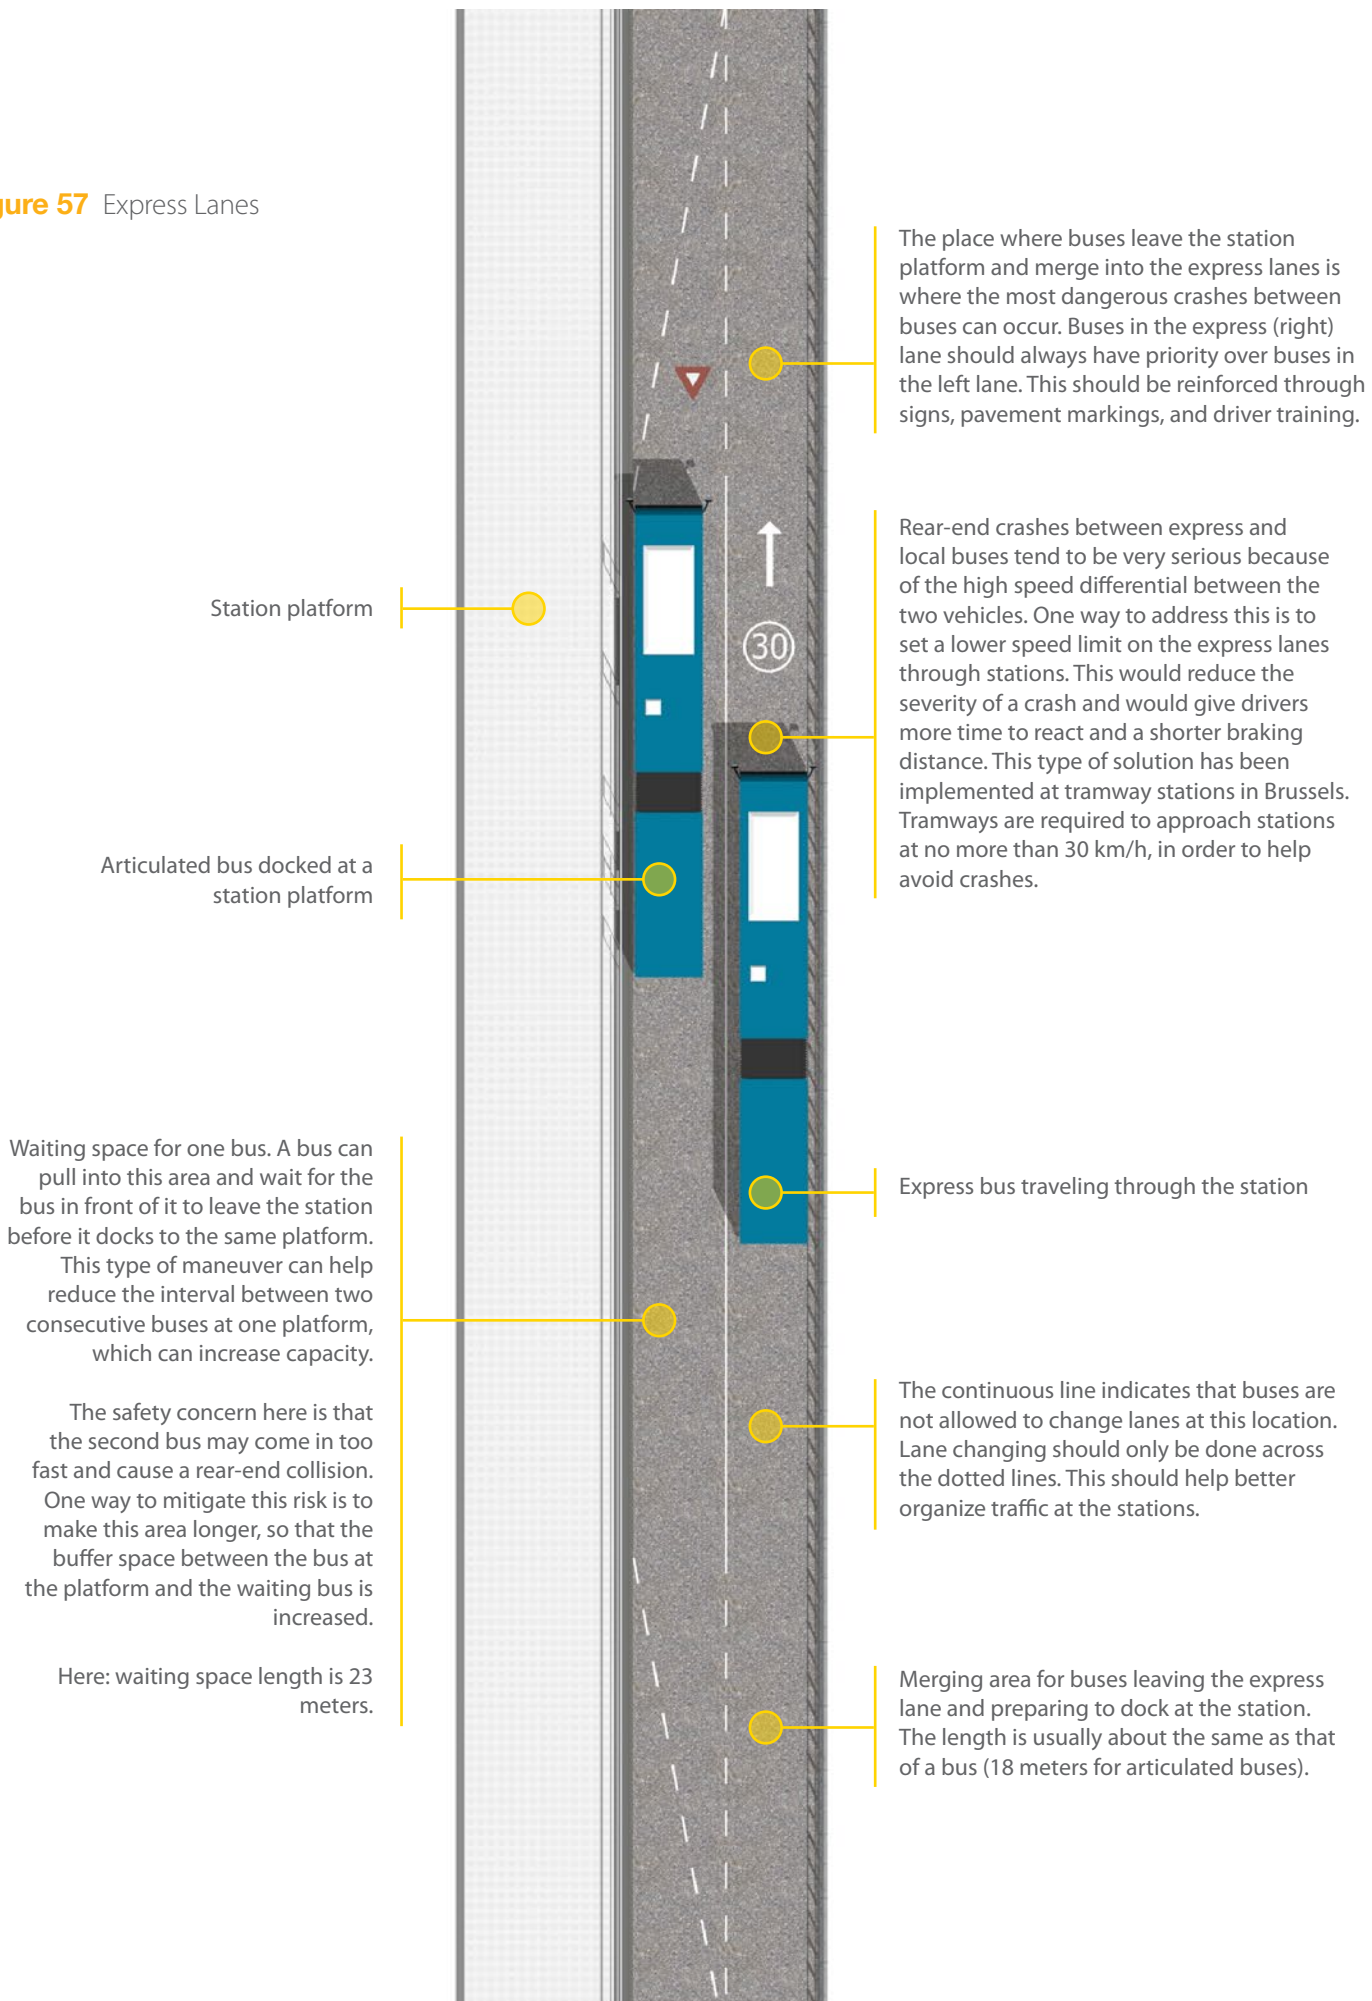 gure 57 Express Lanes
The place where buses leave the station
platform and merge into the express lanes is
where the most dangerous crashes between
buses can occur. Buses in the express (right)
lane should always have priority over buses in
the left lane. This should be reinforced through
signs, pavement markings, and driver training.
Rear-end crashes between express and
local buses tend to be very serious because
of the high speed differential between the
two vehicles. One way to address this is to
set a lower speed limit on the express lanes
through stations. This would reduce the
severity of a crash and would give drivers
more time to react and a shorter braking
distance. This type of solution has been
implemented at tramway stations in Brussels.
Tramways are required to approach stations
at no more than 30 km/h, in order to help
avoid crashes.
Station platform
30
Articulated bus docked at a
station platform
Waiting space for one bus. A bus can
pull into this area and wait for the
bus in front of it to leave the station
before it docks to the same platform.
This type of maneuver can help
reduce the interval between two
consecutive buses at one platform,
which can increase capacity.
The safety concern here is that
the second bus may come in too
fast and cause a rear-end collision.
One way to mitigate this risk is to
make this area longer, so that the
buffer space between the bus at
the platform and the waiting bus is
increased.
Here: waiting space length is 23
meters.
Express bus traveling through the station
The continuous line indicates that buses are
not allowed to change lanes at this location.
Lane changing should only be done across
the dotted lines. This should help better
organize traffic at the stations.
Merging area for buses leaving the express
lane and preparing to dock at the station.
The length is usually about the same as that
of a bus (18 meters for articulated buses).